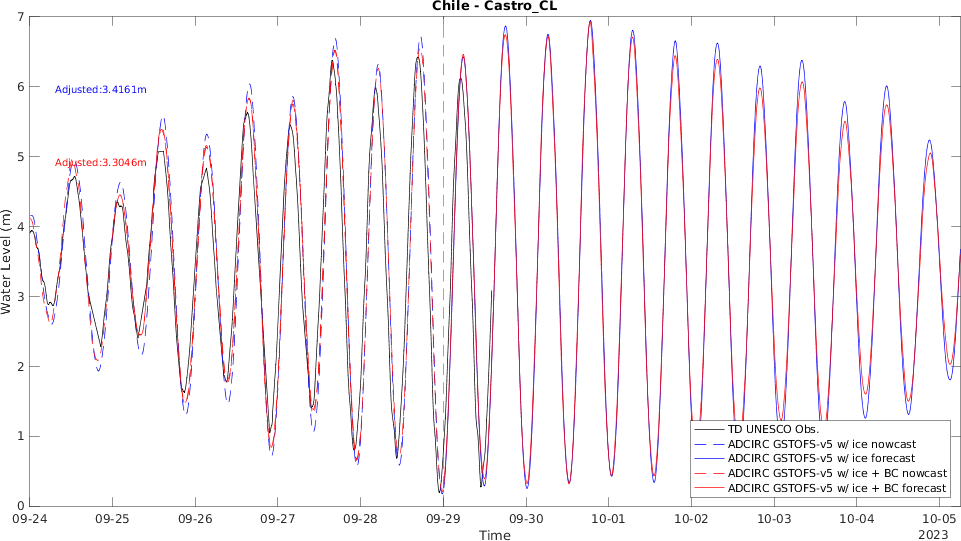 Chile - Castro_CL
7
6
5
4
3
2
1
0
Water Level (m)
Adjusted:3.4161m
Adjusted:3.3046m
TD UNESCO Obs.
ADCIRC GSTOFS-v5 w/ ice nowcast
ADCIRC GSTOFS-v5 w/ ice forecast
ADCIRC GSTOFS-v5 w/ ice + BC nowcast
ADCIRC GSTOFS-v5 w/ ice + BC forecast
09-24 09-25 09-26 09-27 09-28 09-29 09-30 10-01 10-02 10-03 10-04 10-05
Time
2023